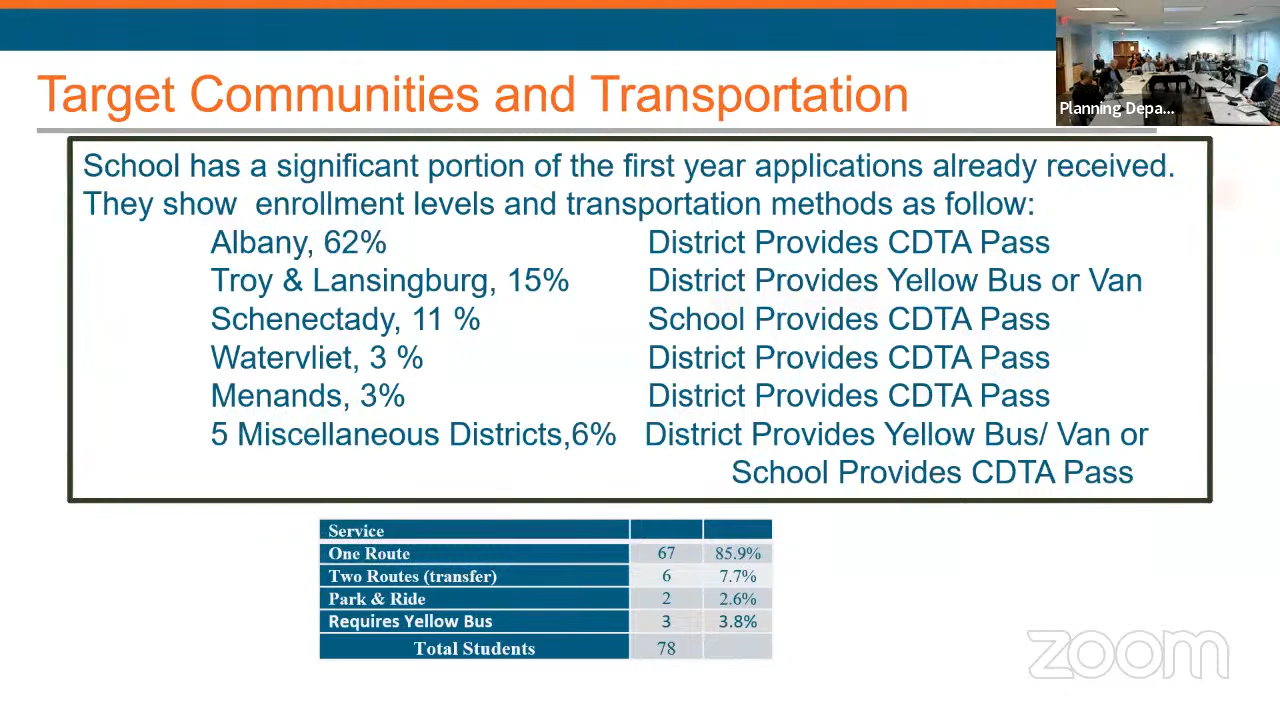 Target Communities and Transportation
Planning Depa...
School has a significant portion of the first year applications already received.
They show enrollment levels and transportation methods as follow:
Albany, 62% District Provides CDTA Pass
Troy & Lansingburg, 15% District Provides Yellow Bus or Van
Schenectady, 11 % School Provides CDTA Pass
Watervliet, 3 % District Provides CDTA Pass
Menands, 3% District Provides CDTA Pass
5 Miscellaneous Districts,6% District Provides Yellow Bus/ Van or
School Provides CDTA Pass
Service
One Route 67 85.9%
Two Routes (transfer) 6 7.7%
Park & Ride 2 2.6%
Requires Yellow Bus 3 3.8%
Total Students 78
zoom